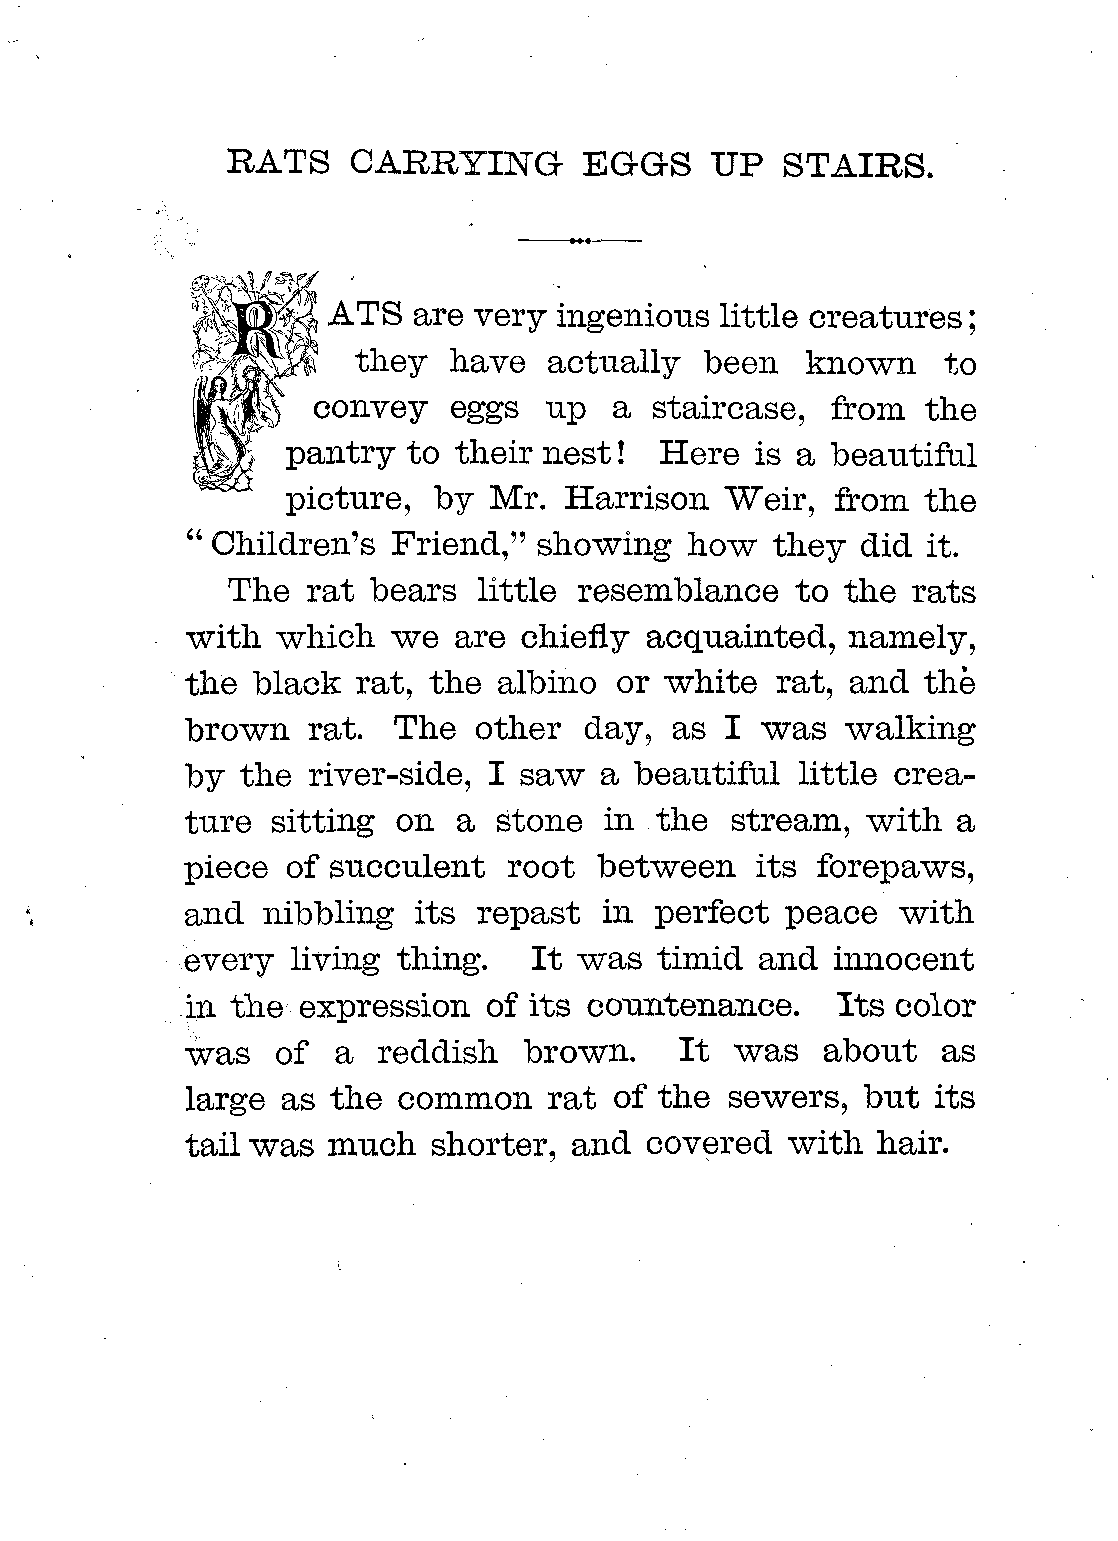 RATS CARRYING EGGS UP STAIRS.
RATS are very ingenious little creatures;
they have actually been known to
convey eggs up a staircase, from the
pantry to their nest! Here is a beautiful
picture, by Mr. Harrison Weir, from the
"Children's Friend," showing how they did it.
The rat bears little resemblance to the rats
with which we are chiefly acquainted, namely,
the black rat, the albino or white rat, and the
brown rat. The other day, as I was walking
by the river-side, I saw a beautiful little crea-
ture sitting on a stone in the stream, with a
piece of succulent root between its forepaws,
and nibbling its repast in perfect peace with
every living thing. It was timid and innocent
in the expression of its countenance. Its color
was of a reddish brown. It was about as
large as the common rat of the sewers, but its
tail was much shorter, and covered with hair.